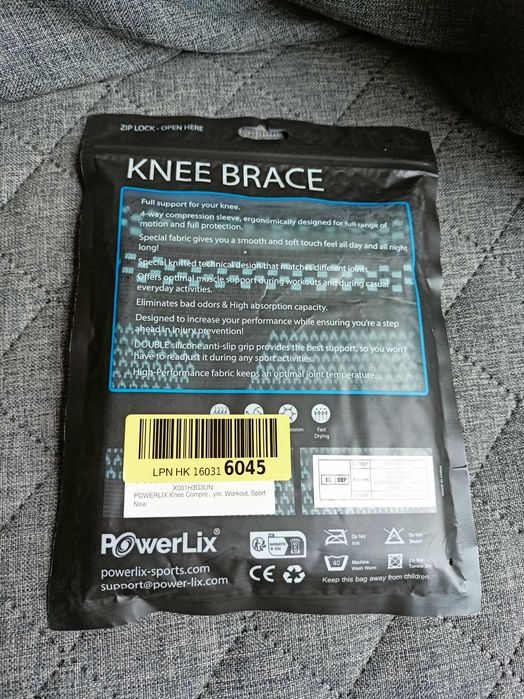 ZIP LOCK - OPEN HERE
KNEE BRACE
Full support for your knee.
4-way compression sleeve, ergonomically designed for full range of
motion and full protection.
Special fabric gives you a smooth and soft touch feel all day and all night
long!
Special knitted technical design that matches different joints.
Offers optimal muscle support during workouts and during casual
everyday activities.
Eliminates bad odors & High absorption capacity.
Designed to increase your performance while ensuring you're a step
ahead in Injury prevention!
DOUBLE silicone anti-slip grip provides the best support, so you won't
have to readjust it during any sport activities.
High-Performance fabric keeps an optimal joint temperature.
Fast
Drying
LPN HK 16031 6045
X001H3G3UN
POWERLIX Knee Compre...ym, Workout, Sport
New
EC REP
EC REP
PowerLix®
powerlix-sports.com
support@power-lix.com
CE
Do Not
Iron
Do Not
Bleach
40
Machine
Wash Warm
Do Not
Tumble Dry
Keep this bag away from children.